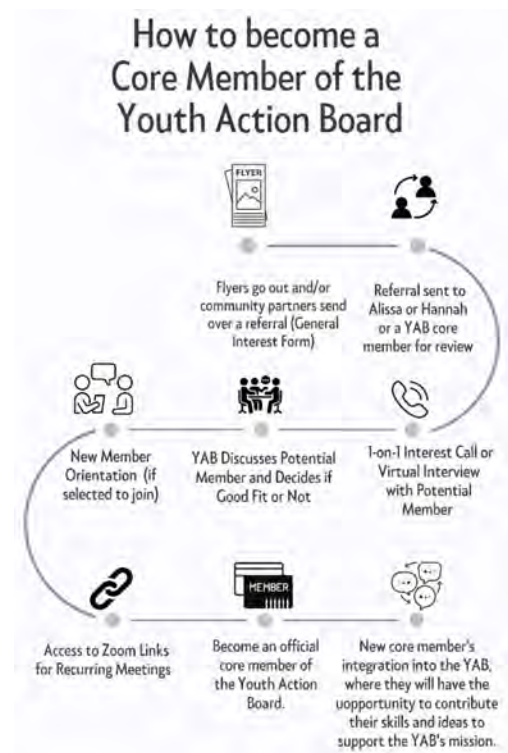 How to become a
Core Member of the
Youth Action Board
FLYER
Flyers go out and/or
community partners send
over a referral (General
Interest Form)
Referral sent to
Alissa or Hannah
or a YAB core
member for review
1-on-1 Interest Call or
Virtual Interview
with Potential
Member
YAB Discusses Potential
Member and Decides if
Good Fit or Not
New Member
Orientation (if
selected to join)
Access to Zoom Links
for Recurring Meetings
MEMBER
Become an official
core member of
the Youth Action
Board.
New core member's
integration into the YAB,
where they will have the
uopportunity to contribute
their skills and ideas to
support the YAB's mission.